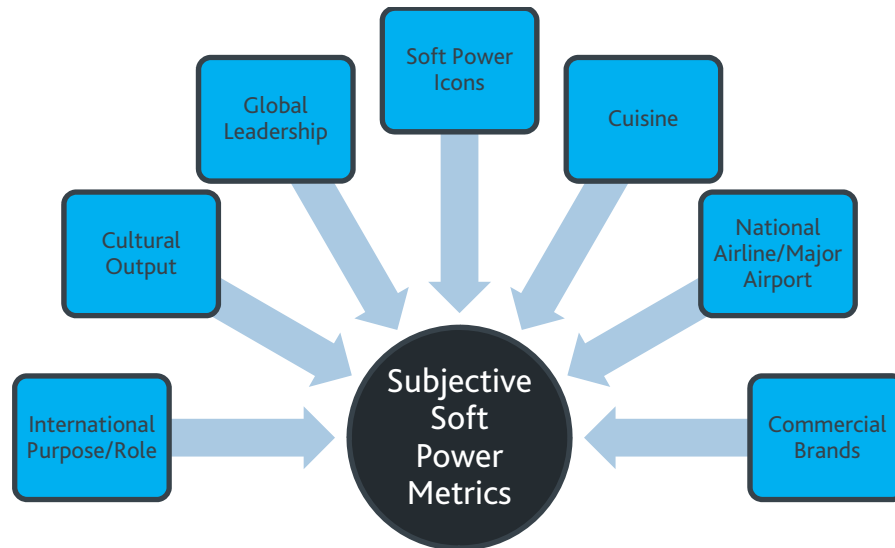 Soft Power
Icons
Global
Leadership
Cuisine
Cultural
Output
National
Airline/Major
Airport
International
Purpose/Role
Commercial
Brands
Subjective
Soft
Power
Metrics